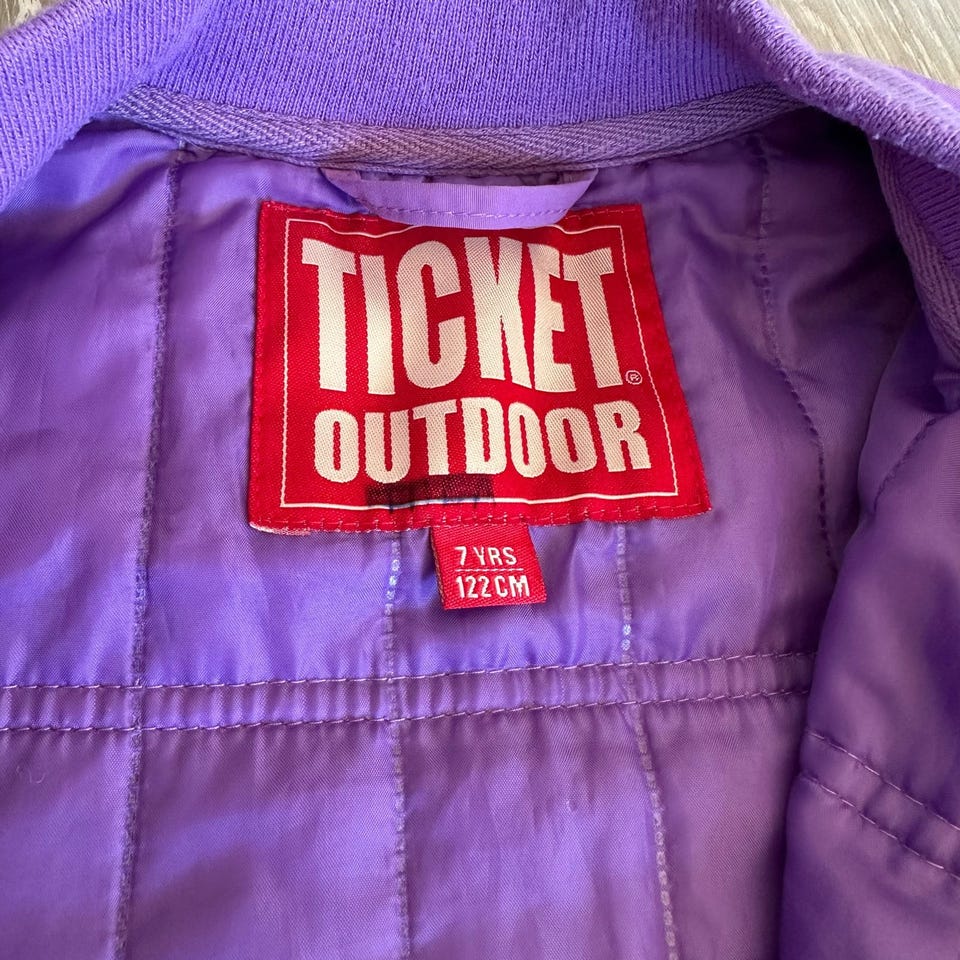 TICKET ®
OUTDOOR
7 YRS
122 CM